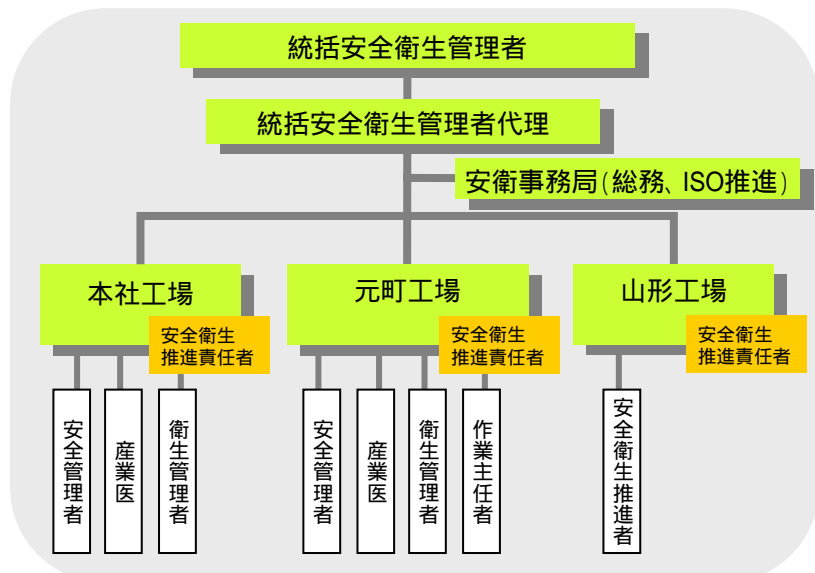 統括安全衛生管理者
統括安全衛生管理者代理
安衛事務局(総務、ISO推進)
本社工場
安全衛生
推進責任者
元町工場
安全衛生
推進責任者
山形工場
安全衛生
推進責任者
安全管理者
産業医
衛生管理者
安全管理者
産業医
衛生管理者
作業主任者
安全衛生推進者